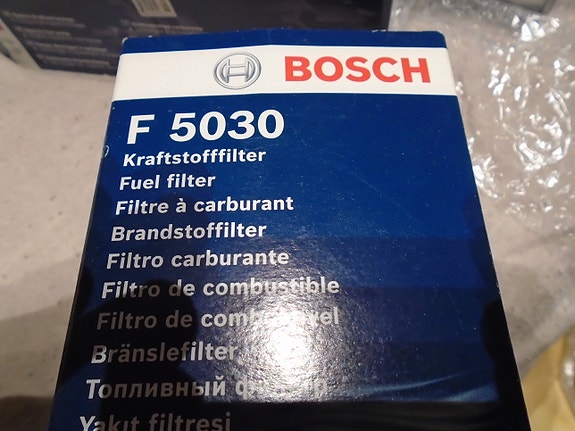 BOSCH
F 5030
Kraftstofffilter
Fuel filter
Filtre à carburant
Brandstoffilter
Filtro carburante
Filtro de combustible
Filtro de
Bränslefilter
Топливный
Yakıt filtresi